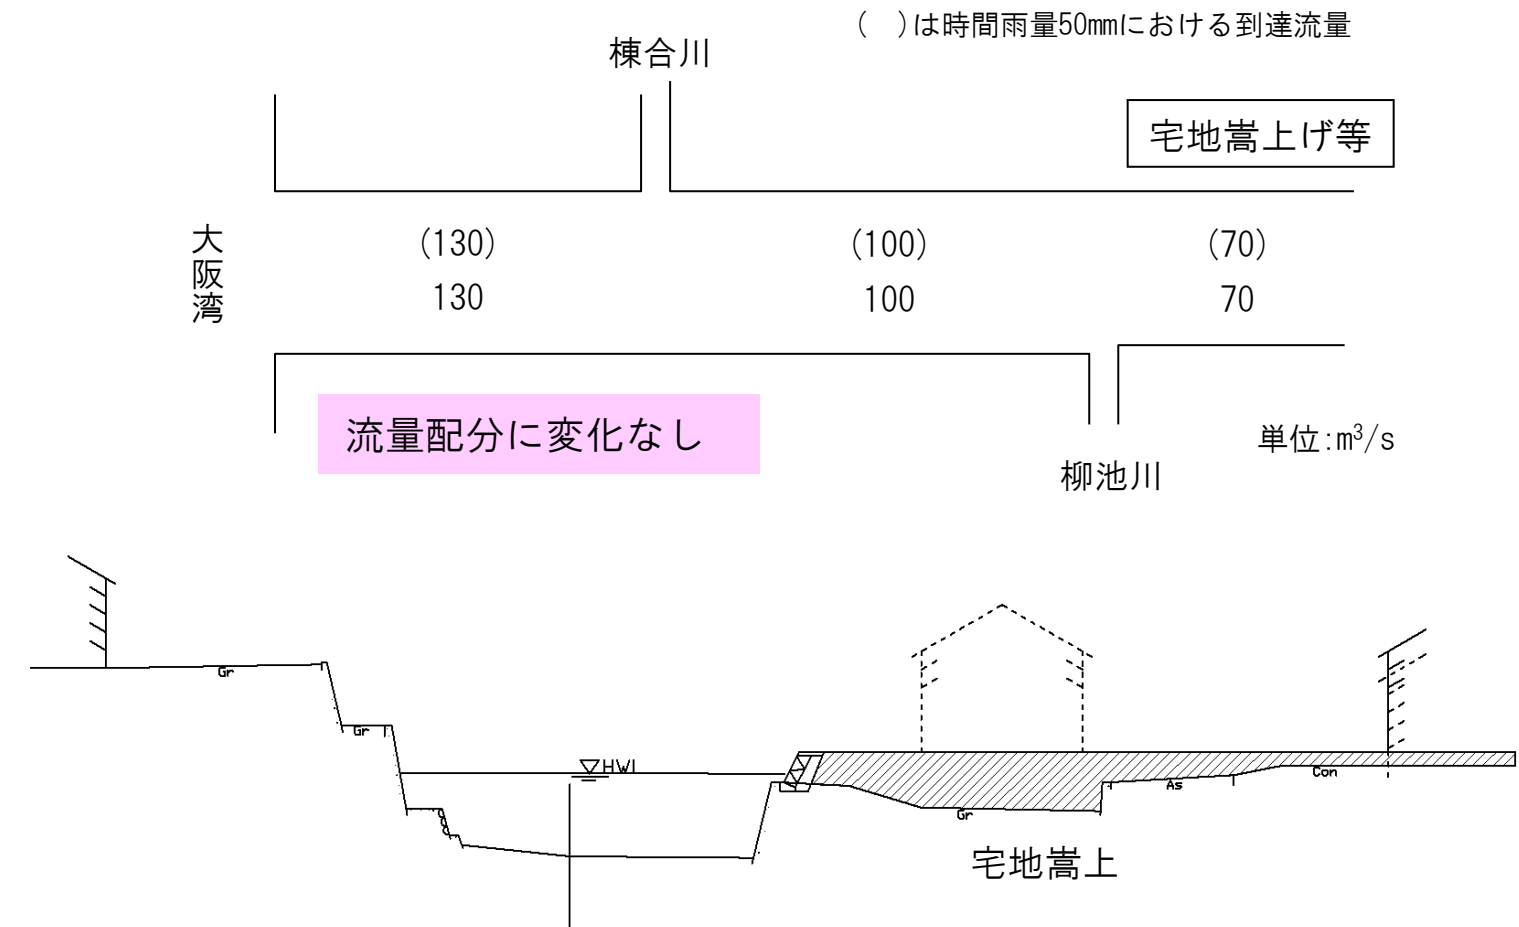 ( )は時間雨量50mmにおける到達流量
棟合川
宅地嵩上げ等
大阪湾
(130)
(100)
(70)
130
100
70
流量配分に変化なし
単位:m³/s
柳池川
Gr
Gr
HWL
Con
As
Gr
宅地嵩上